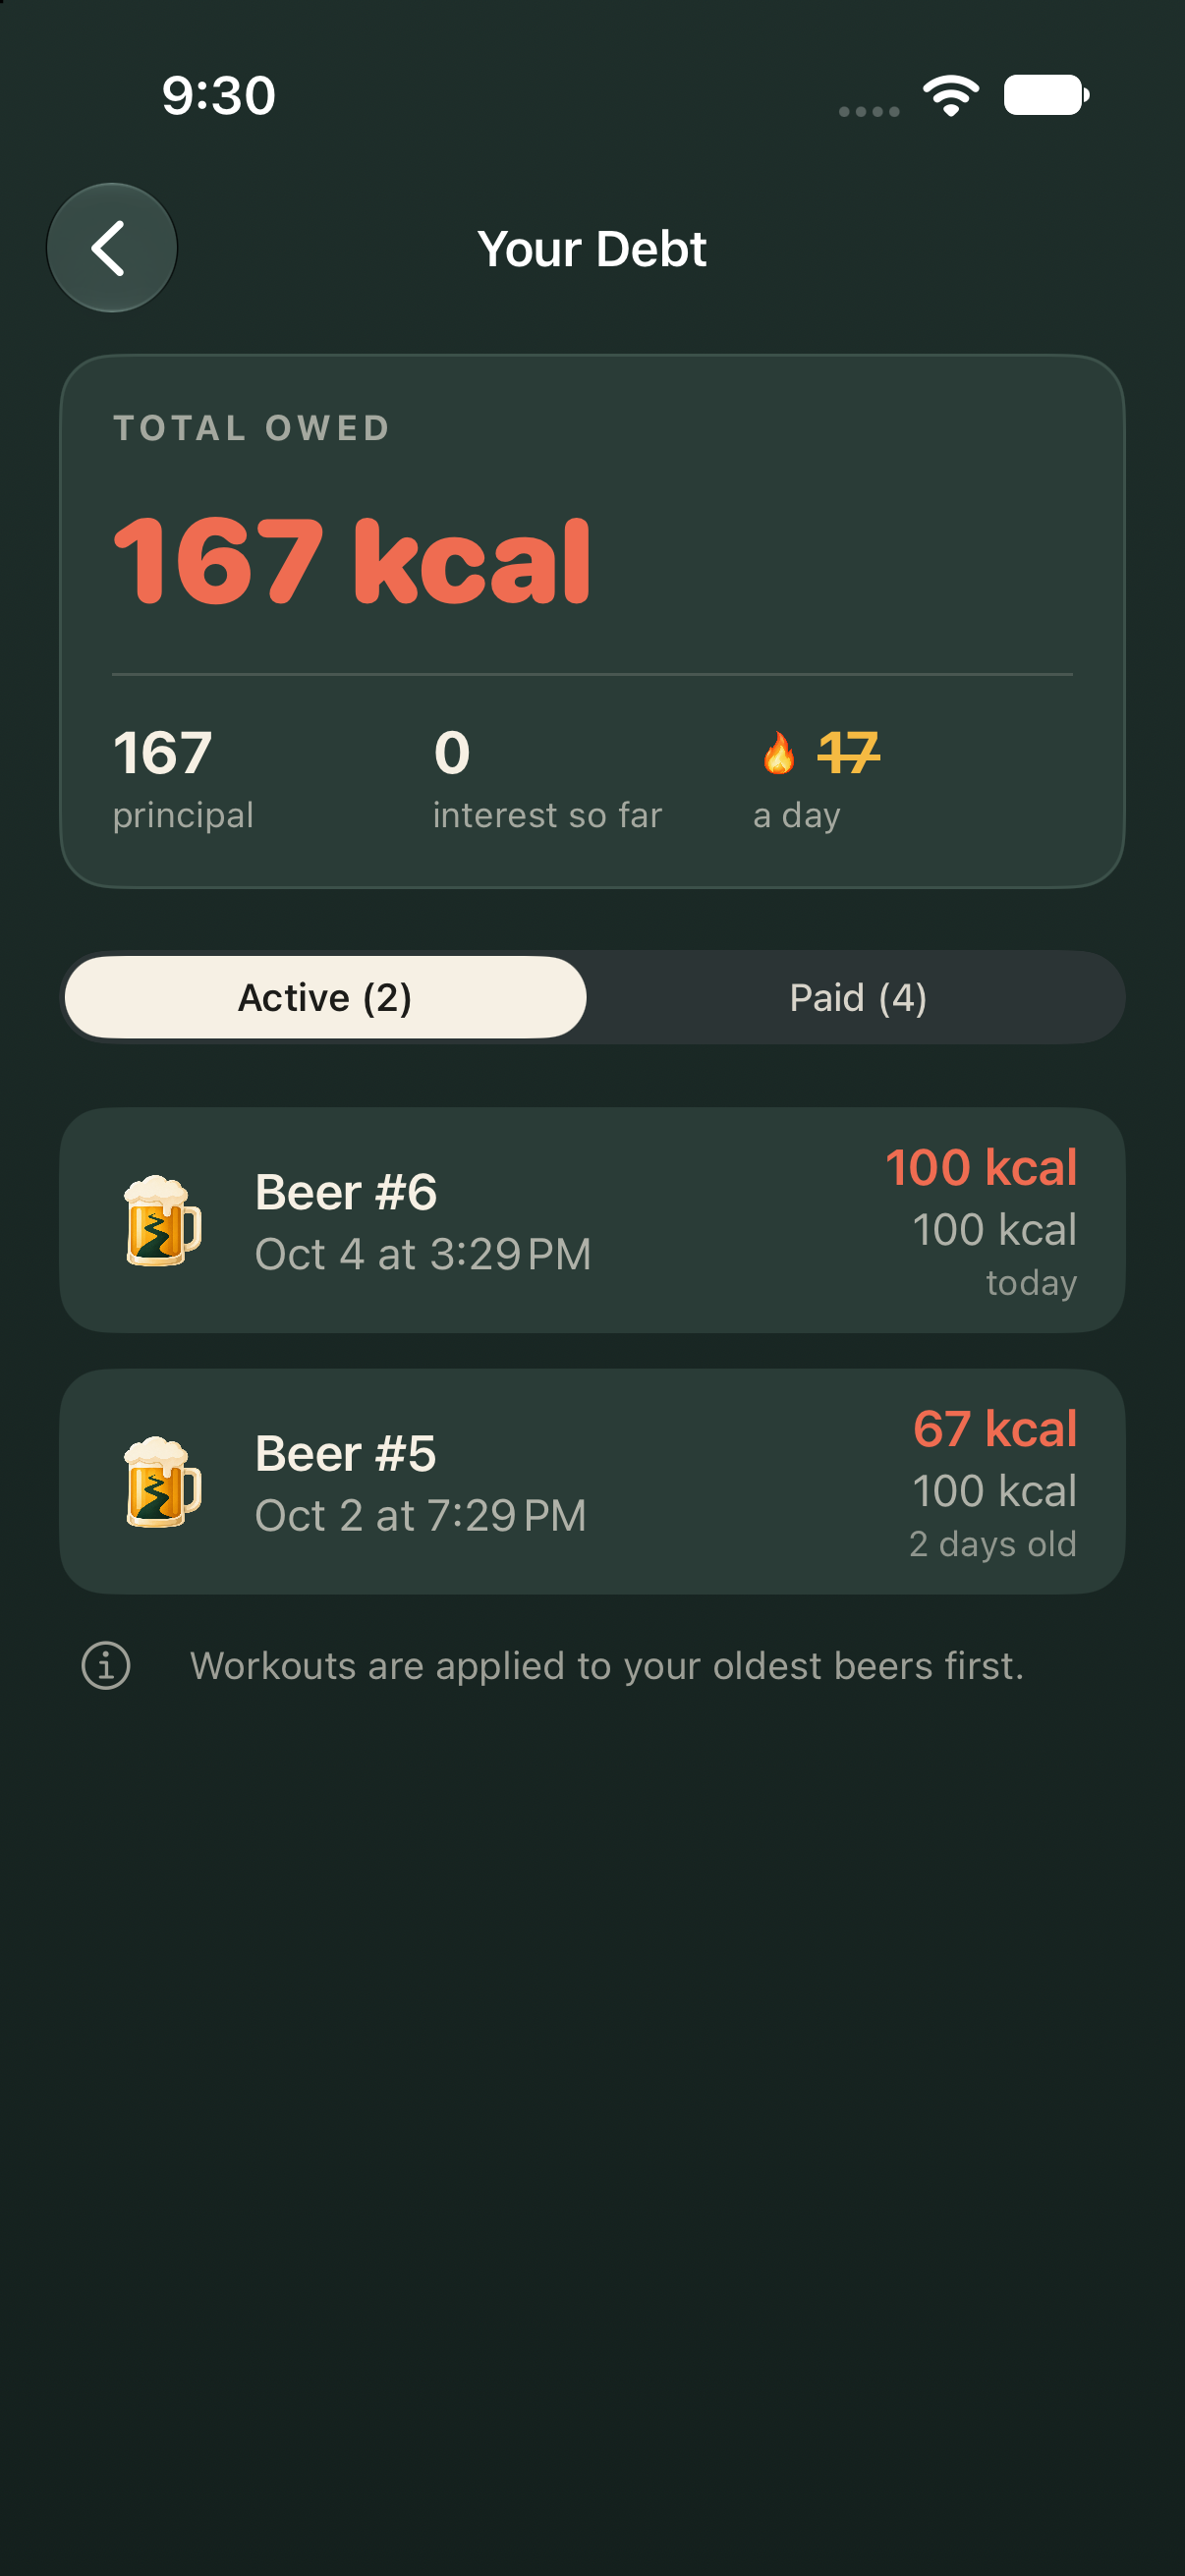 9:30
Your Debt
TOTAL OWED
167 kcal
167
principal
0
interest so far
17
a day
Active (2)
Paid (4)
Beer #6
Oct 4 at 3:29 PM
100 kcal
100 kcal
today
Beer #5
Oct 2 at 7:29 PM
67 kcal
100 kcal
2 days old
Workouts are applied to your oldest beers first.